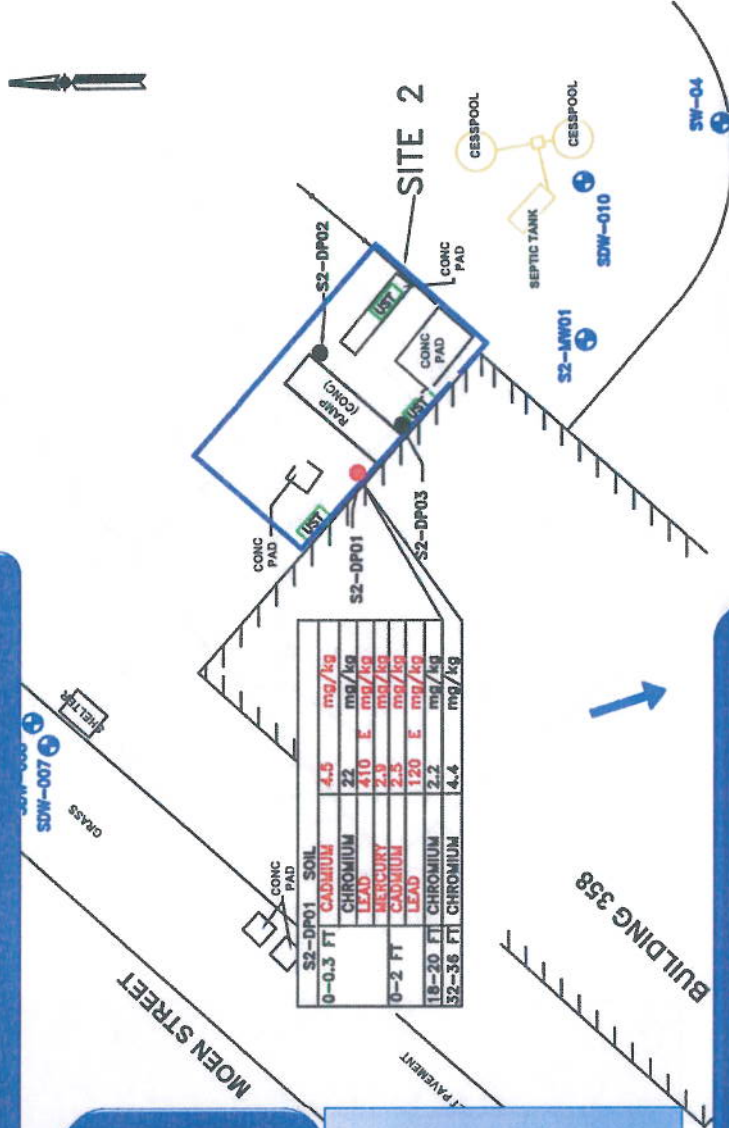 SDW-007
SHELTER
GRASS
MOEN STREET
CONC
PAD
PAVEMENT
S2-DP01 SOIL
0-0.3 FT CADMIUM 4.5 mg/kg
CHROMIUM 22 mg/kg
LEAD 410 E mg/kg
MERCURY 2.9 mg/kg
0-2 FT CADMIUM 2.5 mg/kg
LEAD 120 E mg/kg
18-20 FT CHROMIUM 2.2 mg/kg
32-36 FT CHROMIUM 4.4 mg/kg
CONC
PAD
UST
S2-DP01
S2-DP03
RAMP
(CONC)
S2-DP02
UST
UST
CONC
PAD
CONC
PAD
SITE 2
CESSPOOL
CESSPOOL
SEPTIC TANK
SDW-010
S2-MW01
SW-04
BUILDING 358